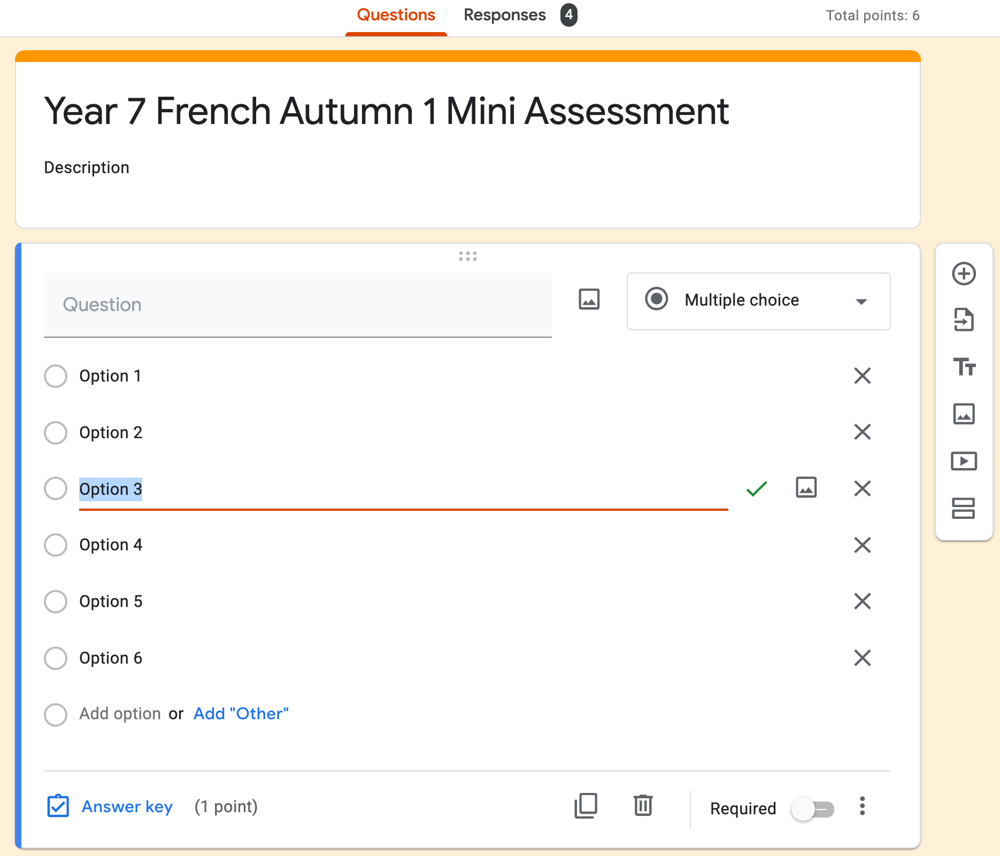 Questions Responses 4 Total points: 6
Year 7 French Autumn 1 Mini Assessment
Description
Question Multiple choice
Option 1
Option 2
Option 3
Option 4
Option 5
Option 6
Add option or Add "Other"
Answer key (1 point) Required